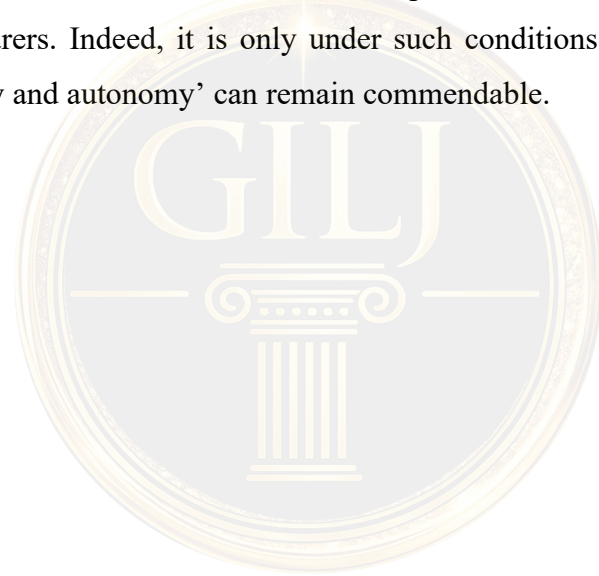 rers. Indeed, it is only under such conditions
and autonomy’ can remain commendable.
GILJ